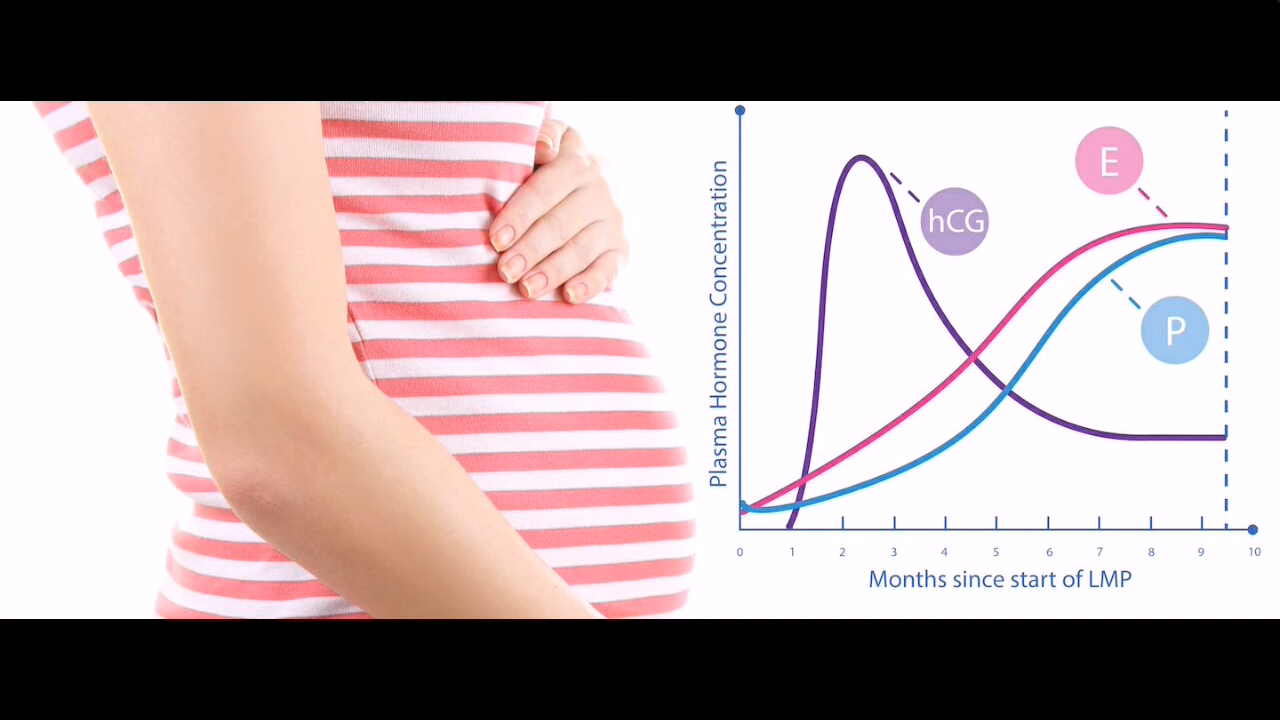 Plasma Hormone Concentration
hCG
E
P
0 1 2 3 4 5 6 7 8 9 10
Months since start of LMP